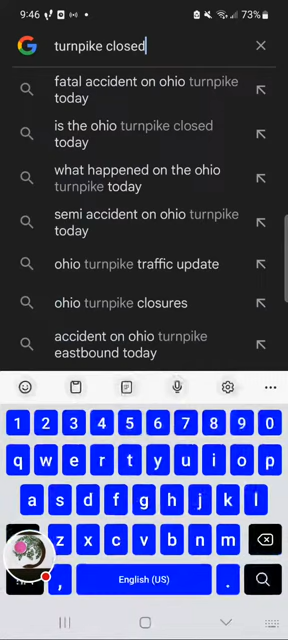 9:46
73%
turnpike closed
fatal accident on ohio turnpike
today
is the ohio turnpike closed
today
what happened on the ohio
turnpike today
semi accident on ohio turnpike
today
ohio turnpike traffic update
ohio turnpike closures
accident on ohio turnpike
eastbound today
1 2 3 4 5 6 7 8 9 0
q w e r t y u i o p
a s d f g h j k l
z x c v b n m
, English (US) .